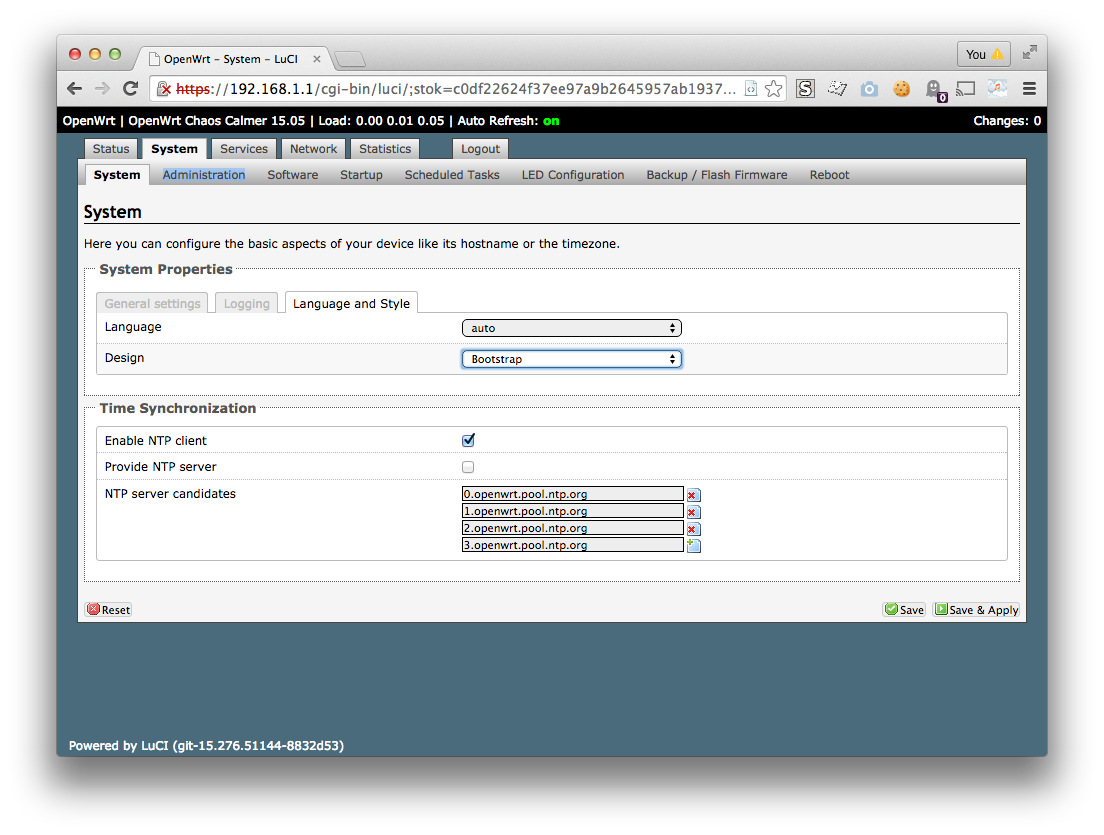 OpenWrt - System - LuCI
You
https://192.168.1.1/cgi-bin/luci/;stok=c0df22624f37ee97a9b2645957ab1937...
S
0
OpenWrt | OpenWrt Chaos Calmer 15.05 | Load: 0.00 0.01 0.05 | Auto Refresh: on
Changes: 0
Status System Services Network Statistics Logout
System Administration Software Startup Scheduled Tasks LED Configuration Backup / Flash Firmware Reboot
System
Here you can configure the basic aspects of your device like its hostname or the timezone.
System Properties
General settings Logging Language and Style
Language auto
Design Bootstrap
Time Synchronization
Enable NTP client
Provide NTP server
NTP server candidates 0.openwrt.pool.ntp.org
1.openwrt.pool.ntp.org
2.openwrt.pool.ntp.org
3.openwrt.pool.ntp.org
Reset Save Save & Apply
Powered by LuCI (git-15.276.51144-8832d53)